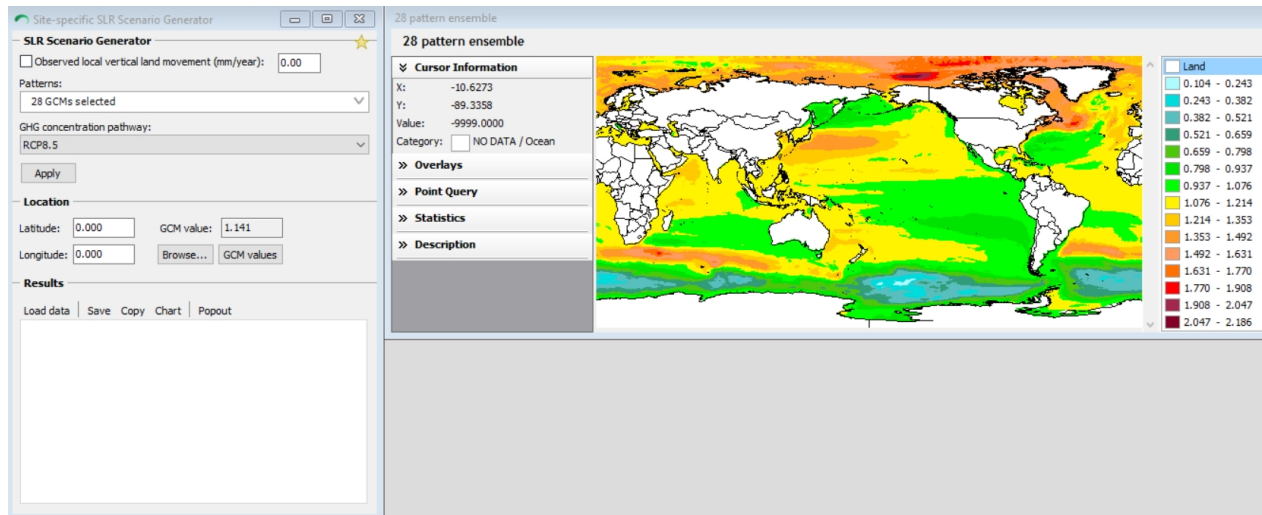 Site-specific SLR Scenario Generator
SLR Scenario Generator
Observed local vertical land movement (mm/year): 0.00
Patterns:
28 GCMs selected
GHG concentration pathway:
RCP8.5
Apply
Location
Latitude: 0.000 GCM value: 1.141
Longitude: 0.000 Browse... GCM values
Results
Load data Save Copy Chart Popout
28 pattern ensemble
28 pattern ensemble
Cursor Information
X: -10.6273
Y: -89.3358
Value: -9999.0000
Category: NO DATA / Ocean
Overlays
Point Query
Statistics
Description
Land
0.104 - 0.243
0.243 - 0.382
0.382 - 0.521
0.521 - 0.659
0.659 - 0.798
0.798 - 0.937
0.937 - 1.076
1.076 - 1.214
1.214 - 1.353
1.353 - 1.492
1.492 - 1.631
1.631 - 1.770
1.770 - 1.908
1.908 - 2.047
2.047 - 2.186